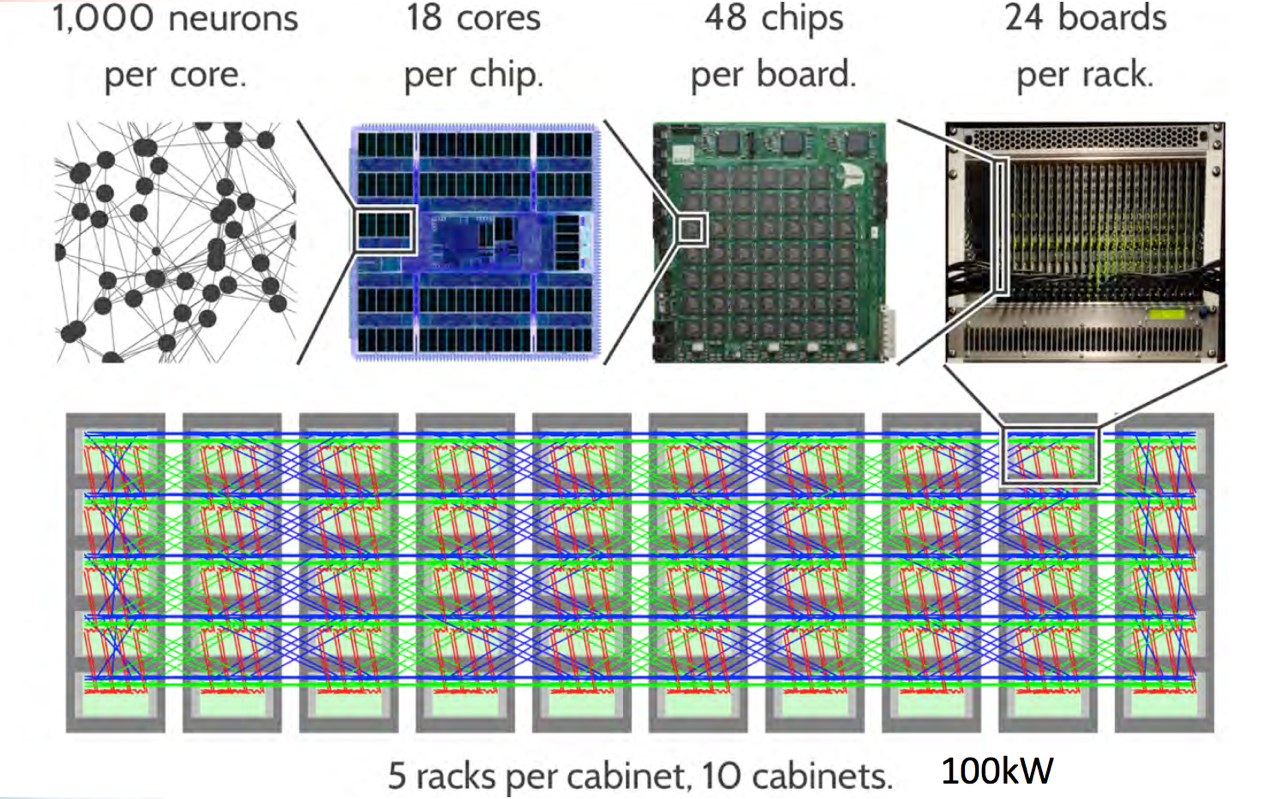 1,000 neurons
per core.
18 cores
per chip.
48 chips
per board.
24 boards
per rack.
5 racks per cabinet, 10 cabinets.
100kW